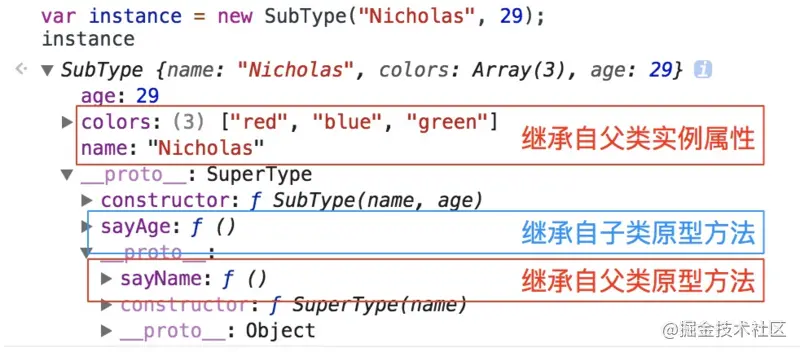 var instance = new SubType("Nicholas", 29);
instance
SubType {name: "Nicholas", colors: Array(3), age: 29} i
age: 29
colors: (3) ["red", "blue", "green"] 继承自父类实例属性
name: "Nicholas"
__proto__: SuperType
constructor: ƒ SubType(name, age)
sayAge: ƒ () 继承自子类原型方法
__proto__:
sayName: ƒ () 继承自父类原型方法
constructor: ƒ SuperType(name)
__proto__: Object
@掘金技术社区